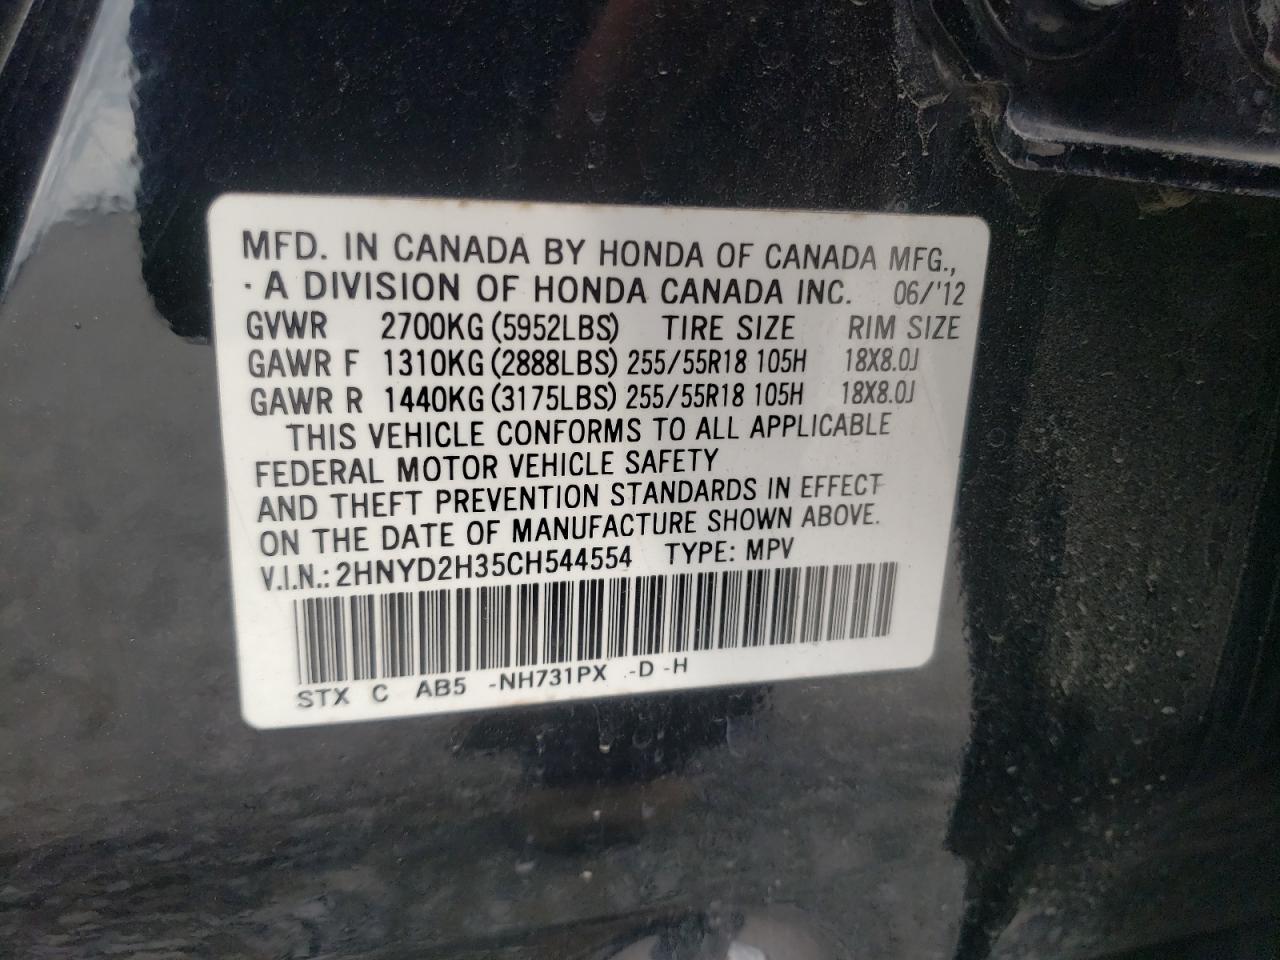 MFD. IN CANADA BY HONDA OF CANADA MFG.,
· A DIVISION OF HONDA CANADA INC. 06/'12
GVWR 2700KG (5952LBS) TIRE SIZE RIM SIZE
GAWR F 1310KG (2888LBS) 255/55R18 105H 18X8.0J
GAWR R 1440KG (3175LBS) 255/55R18 105H 18X8.0J
THIS VEHICLE CONFORMS TO ALL APPLICABLE
FEDERAL MOTOR VEHICLE SAFETY
AND THEFT PREVENTION STANDARDS IN EFFECT
ON THE DATE OF MANUFACTURE SHOWN ABOVE.
V.I.N.: 2HNYD2H35CH544554 TYPE: MPV
STX C AB5 -NH731PX -D -H